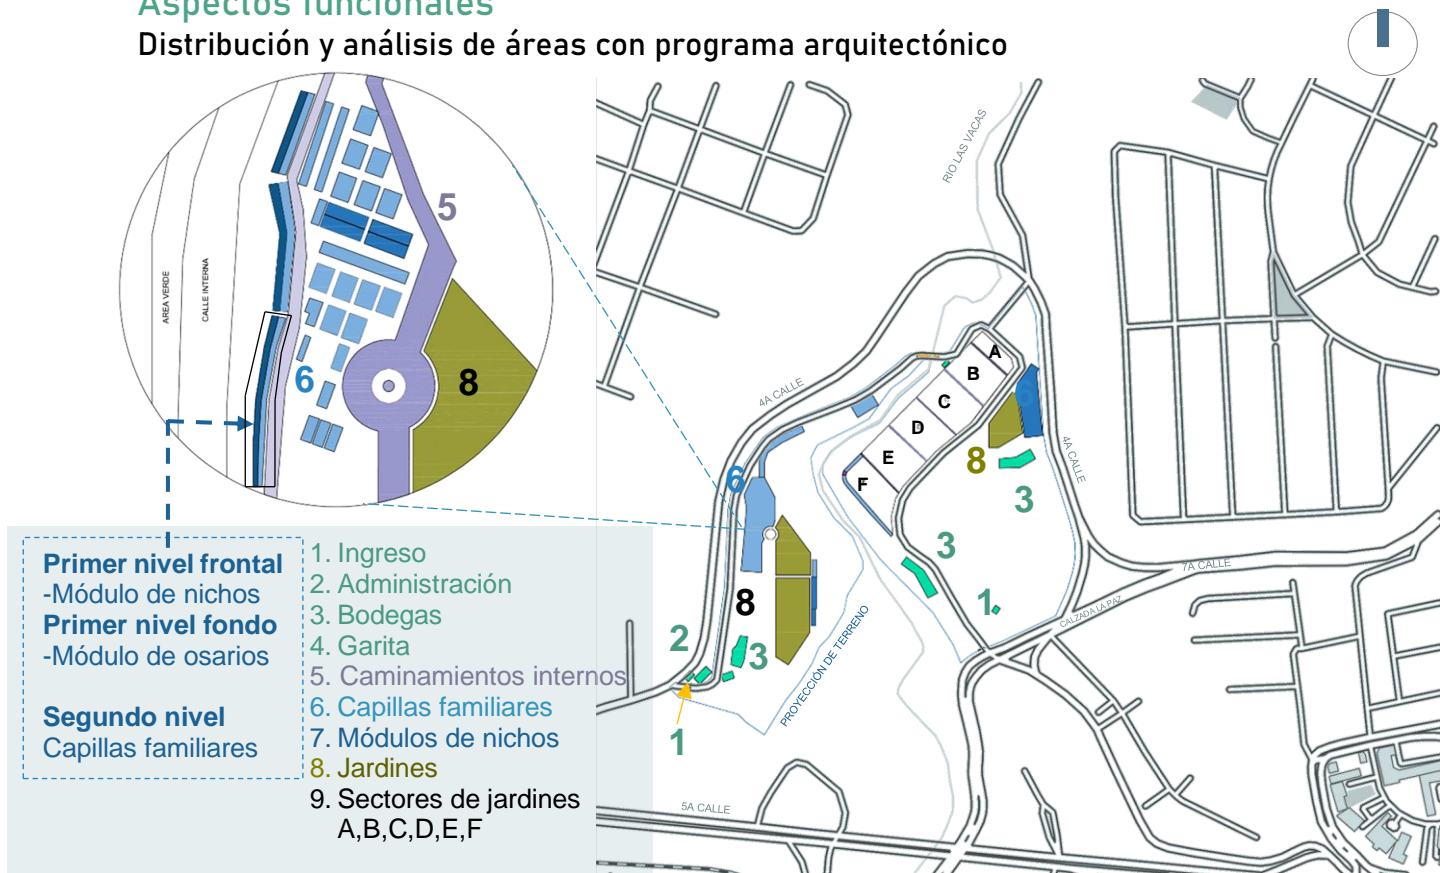 Aspectos funcionales
Distribución y análisis de áreas con programa arquitectónico
RIO LAS VACAS
5
AREA VERDE
CALLE INTERNA
6
8
4A CALLE
A
B
C
D
E
F
6
8
3
4A CALLE
6
3
1
7A CALLE
CALZADA LA PAZ
8
2
3
1
PROYECCIÓN DE TERRENO
5A CALLE
Primer nivel frontal
-Módulo de nichos
Primer nivel fondo
-Módulo de osarios
Segundo nivel
Capillas familiares
1. Ingreso
2. Administración
3. Bodegas
4. Garita
5. Caminamientos internos
6. Capillas familiares
7. Módulos de nichos
8. Jardines
9. Sectores de jardines
A,B,C,D,E,F